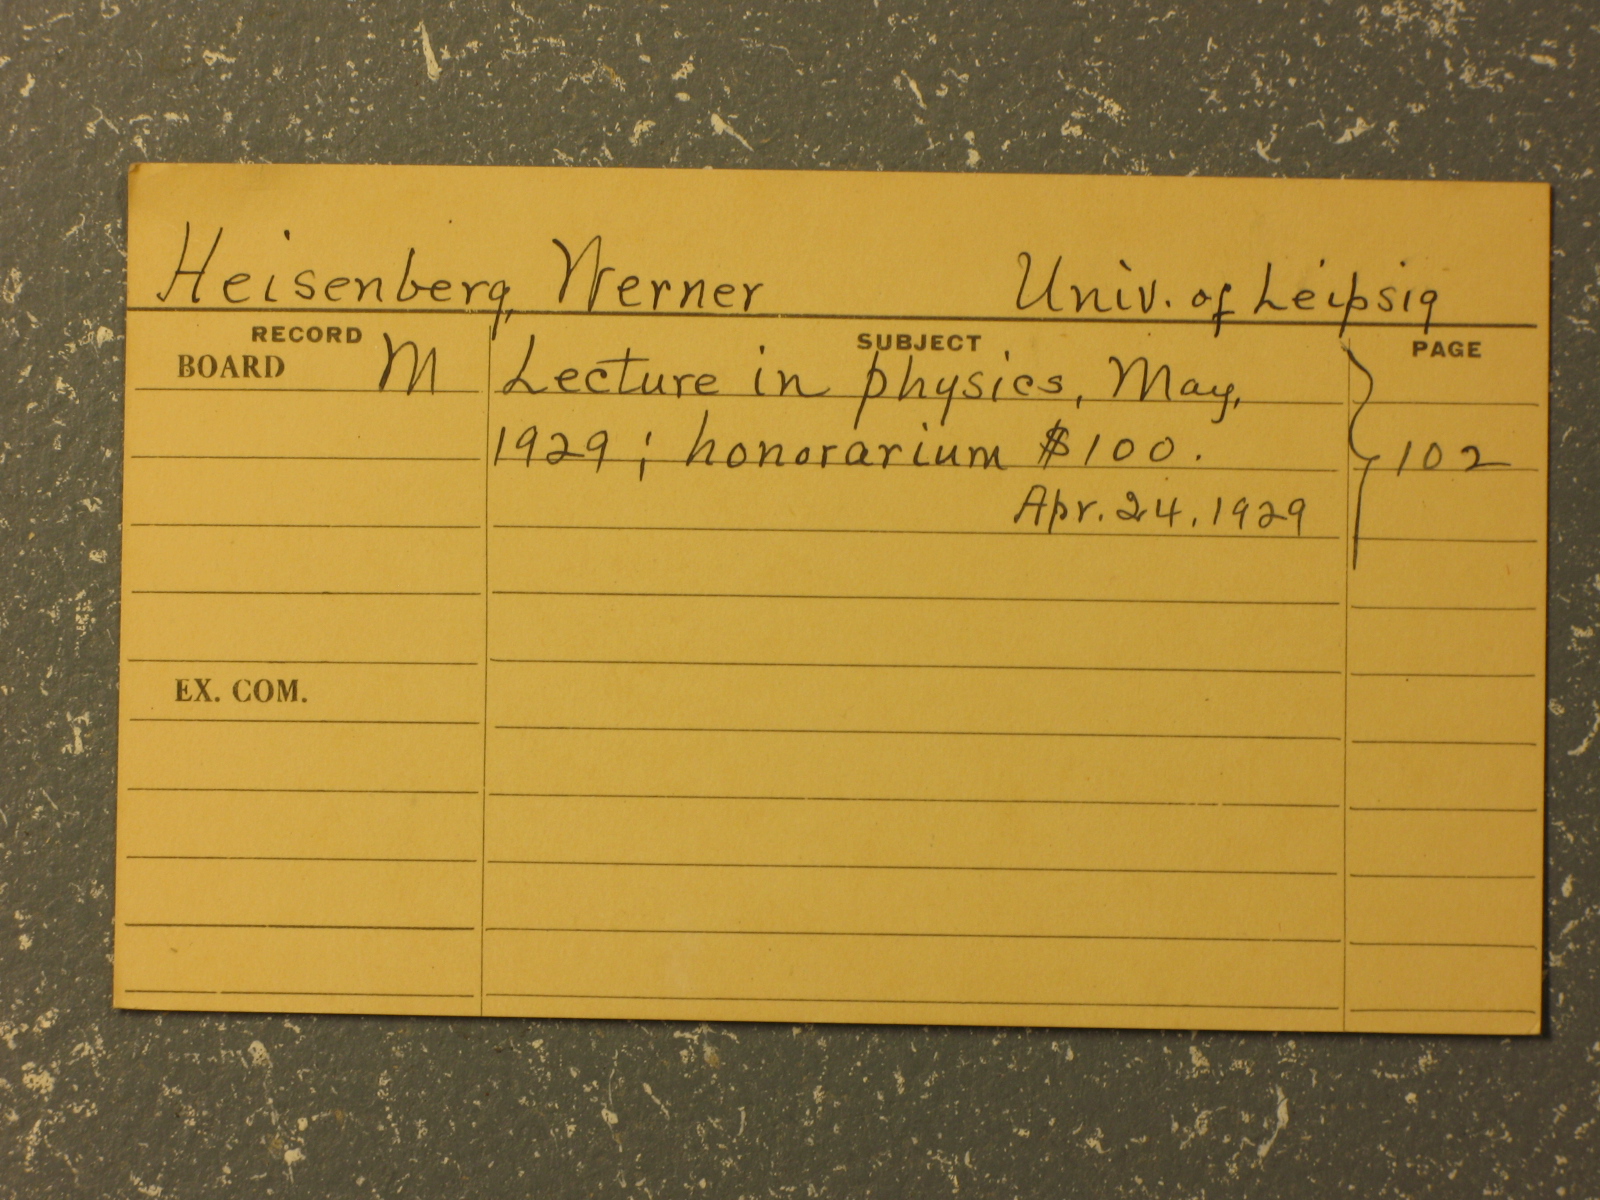 Heisenberg, Werner Univ. of Leipsig
RECORD SUBJECT PAGE
BOARD M Lecture in physics, May,
1929; honorarium $100. 102
Apr. 24, 1929
EX. COM.